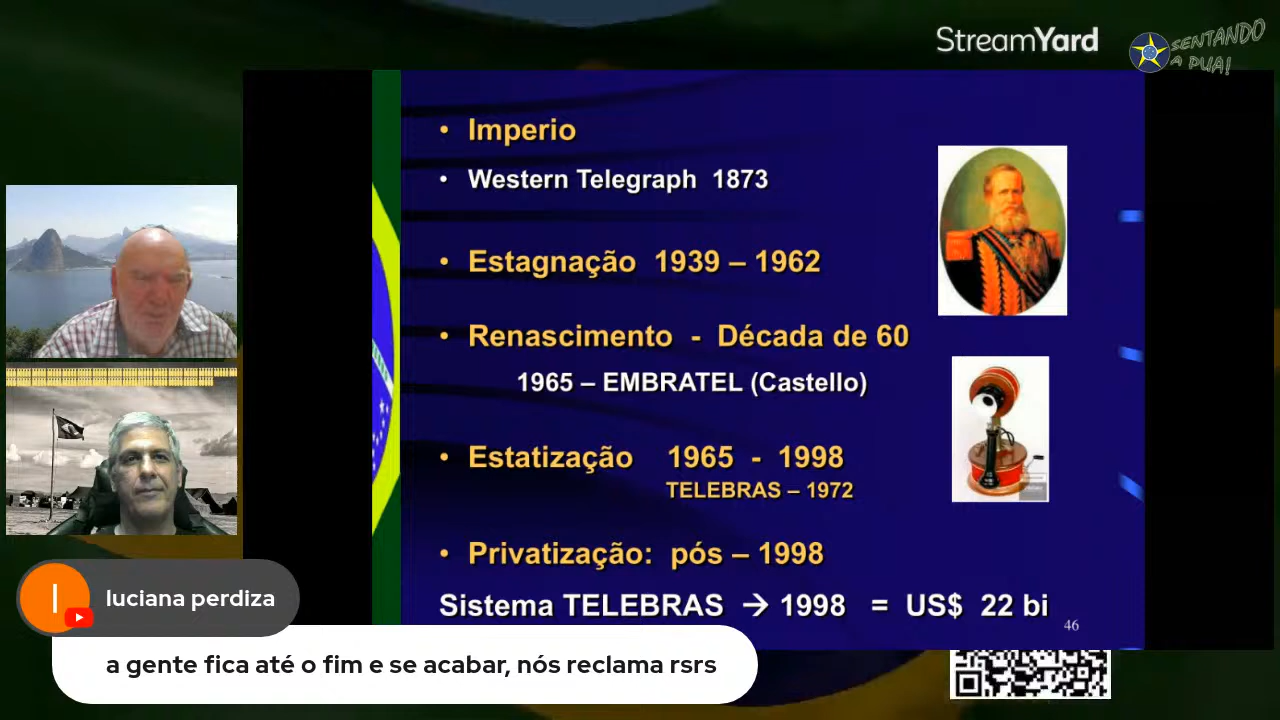 StreamYard
SENTANDO
A PUA!
• Imperio
• Western Telegraph 1873
• Estagnação 1939 – 1962
• Renascimento - Década de 60
1965 – EMBRATEL (Castello)
• Estatização 1965 - 1998
TELEBRAS – 1972
• Privatização: pós – 1998
Sistema TELEBRAS → 1998 = US$ 22 bi
46
l
luciana perdiza
a gente fica até o fim e se acabar, nós reclama rsrs